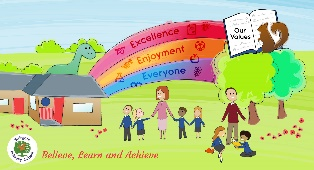 Excellence
Enjoyment
Everyone
Our
Values
Believe, Learn and Achieve